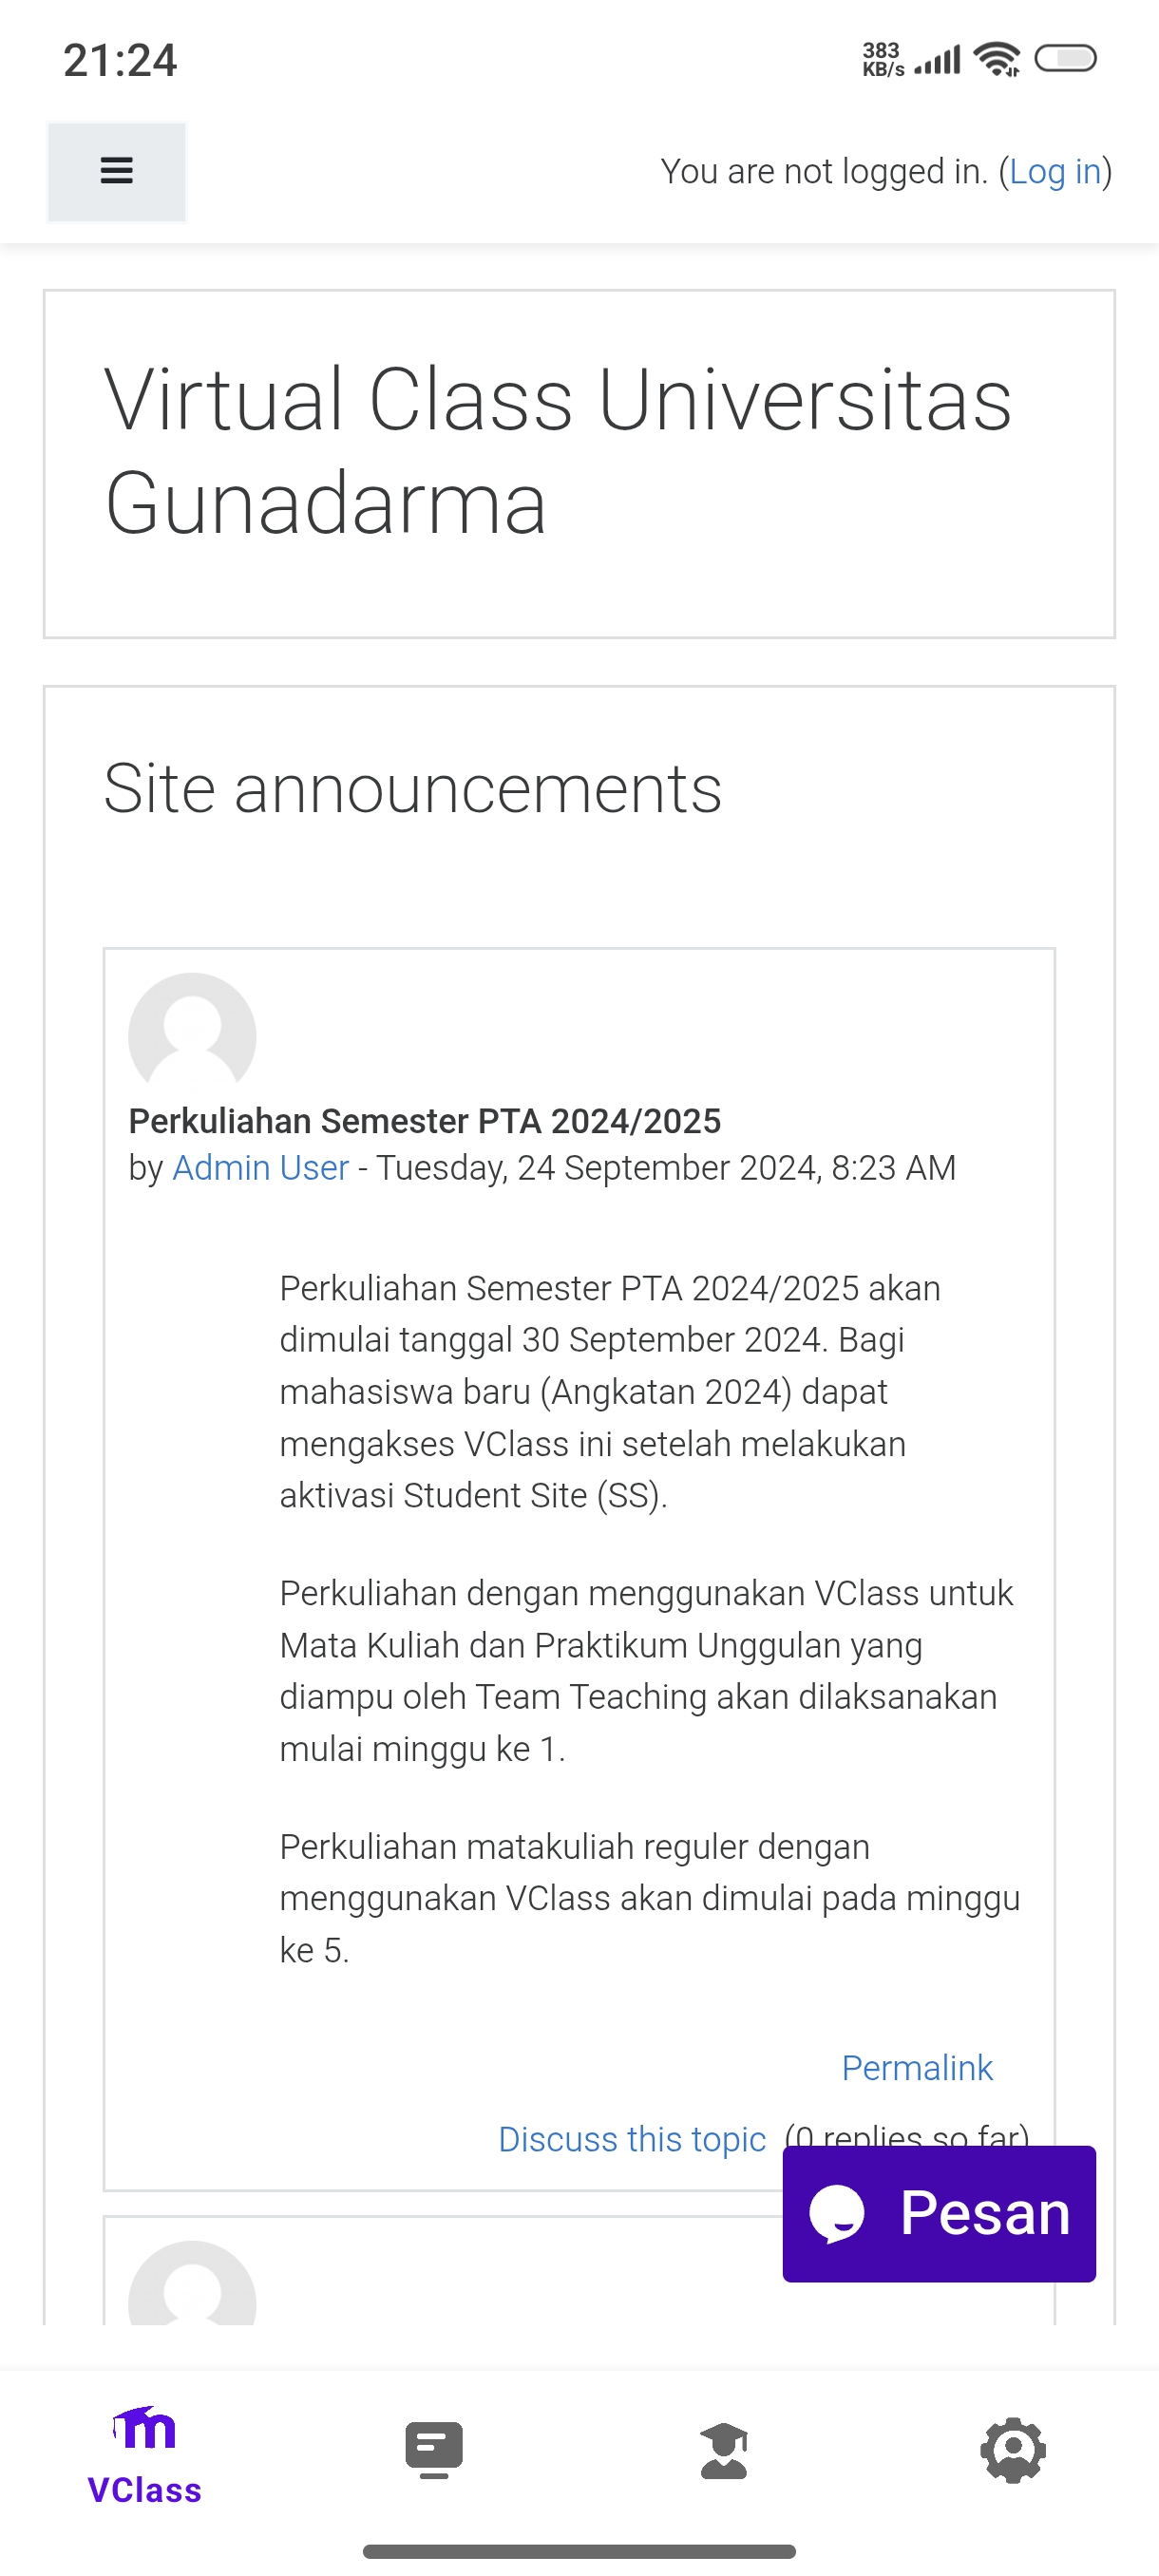 21:24
383
KB/s
You are not logged in. (Log in)
Virtual Class Universitas
Gunadarma
Site announcements
Perkuliahan Semester PTA 2024/2025
by Admin User - Tuesday, 24 September 2024, 8:23 AM
Perkuliahan Semester PTA 2024/2025 akan
dimulai tanggal 30 September 2024. Bagi
mahasiswa baru (Angkatan 2024) dapat
mengakses VClass ini setelah melakukan
aktivasi Student Site (SS).
Perkuliahan dengan menggunakan VClass untuk
Mata Kuliah dan Praktikum Unggulan yang
diampu oleh Team Teaching akan dilaksanakan
mulai minggu ke 1.
Perkuliahan matakuliah reguler dengan
menggunakan VClass akan dimulai pada minggu
ke 5.
Permalink
Discuss this topic (0 replies so far)
Pesan
VClass